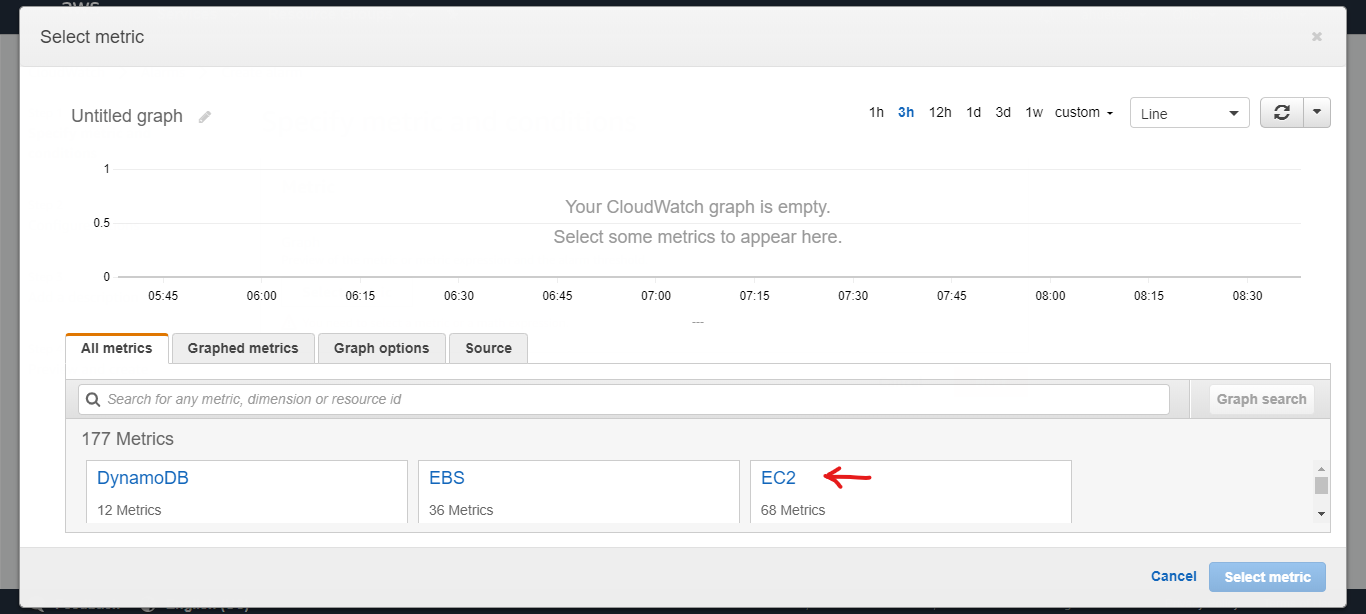 Select metric
Untitled graph
1h 3h 12h 1d 3d 1w custom Line
1
0.5
0
Your CloudWatch graph is empty.
Select some metrics to appear here.
05:45 06:00 06:15 06:30 06:45 07:00 07:15 07:30 07:45 08:00 08:15 08:30
All metrics Graphed metrics Graph options Source
Search for any metric, dimension or resource id Graph search
177 Metrics
DynamoDB EBS EC2
12 Metrics 36 Metrics 68 Metrics
Cancel Select metric